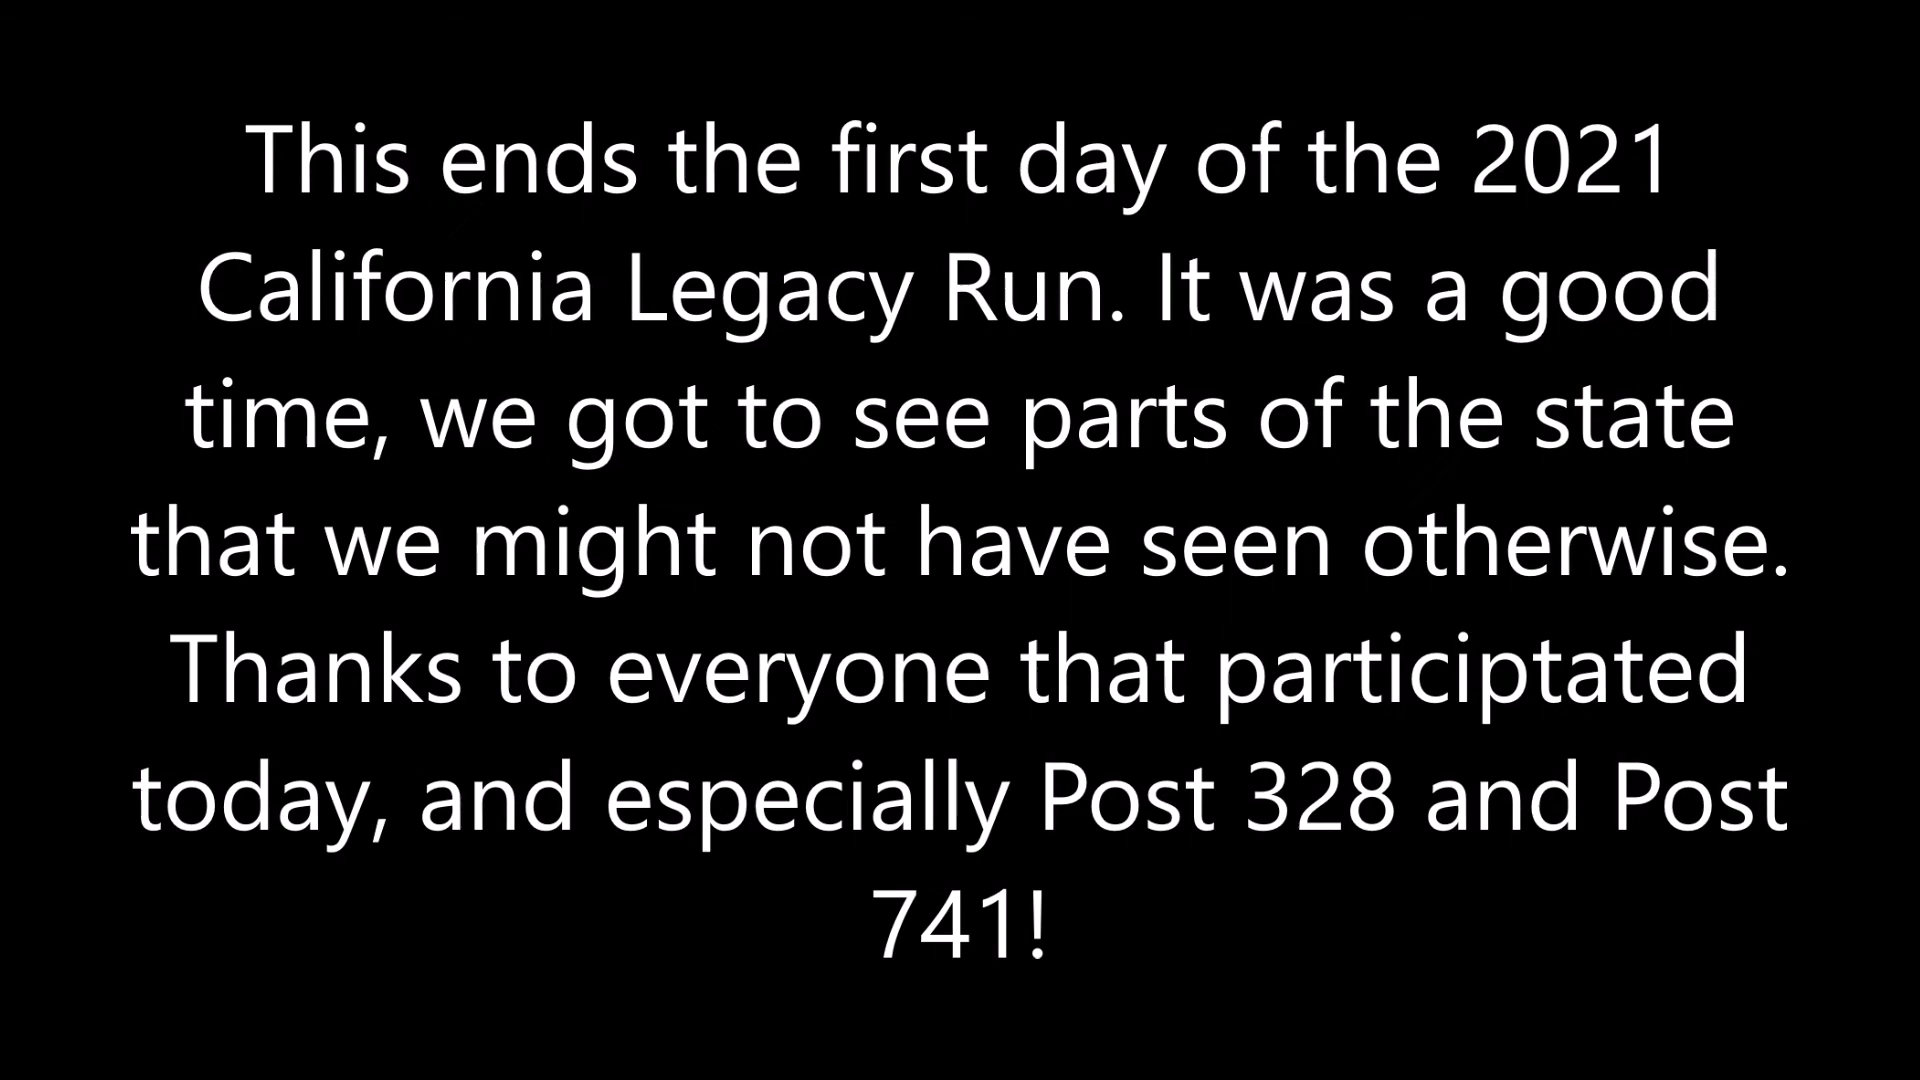 This ends the first day of the 2021
California Legacy Run. It was a good
time, we got to see parts of the state
that we might not have seen otherwise.
Thanks to everyone that participtated
today, and especially Post 328 and Post
741!